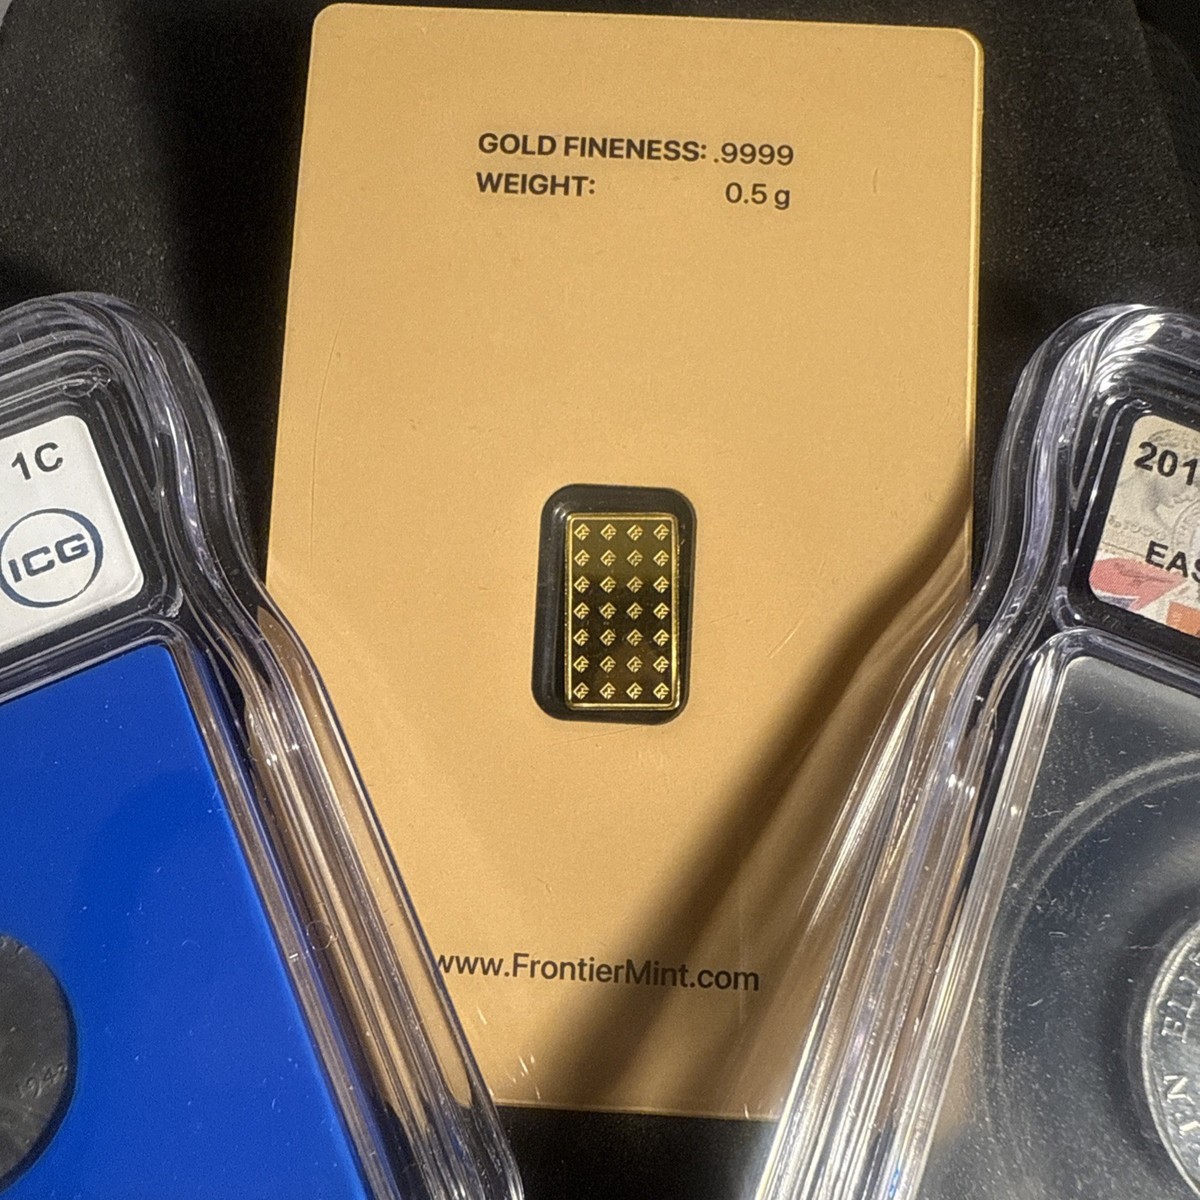 GOLD FINENESS: .9999
WEIGHT: 0.5 g
1C
ICG
201
EAS
www.FrontierMint.com